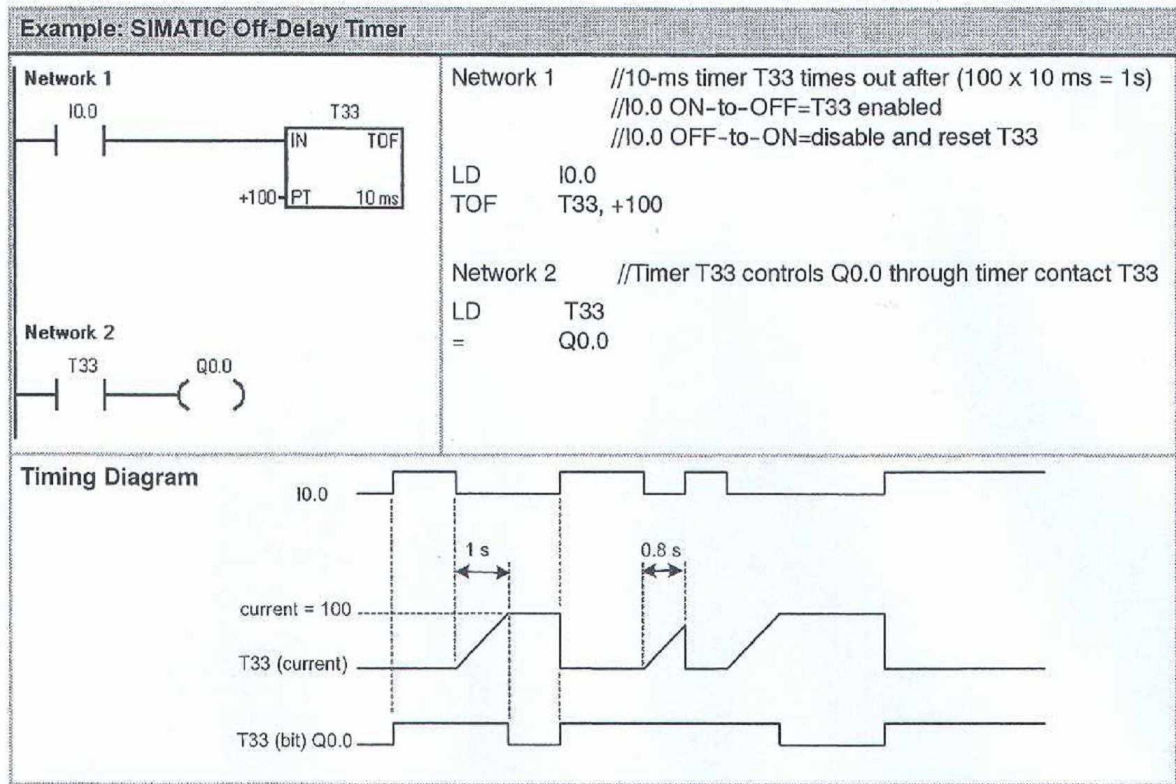 Example: SIMATIC Off-Delay Timer
Network 1
I0.0
T33
IN TOF
+100 PT 10 ms
Network 2
T33 Q0.0
Network 1 //10-ms timer T33 times out after (100 x 10 ms = 1s)
//I0.0 ON-to-OFF=T33 enabled
//I0.0 OFF-to-ON=disable and reset T33
LD I0.0
TOF T33, +100
Network 2 //Timer T33 controls Q0.0 through timer contact T33
LD T33
= Q0.0
Timing Diagram
I0.0
1 s 0.8 s
current = 100
T33 (current)
T33 (bit) Q0.0